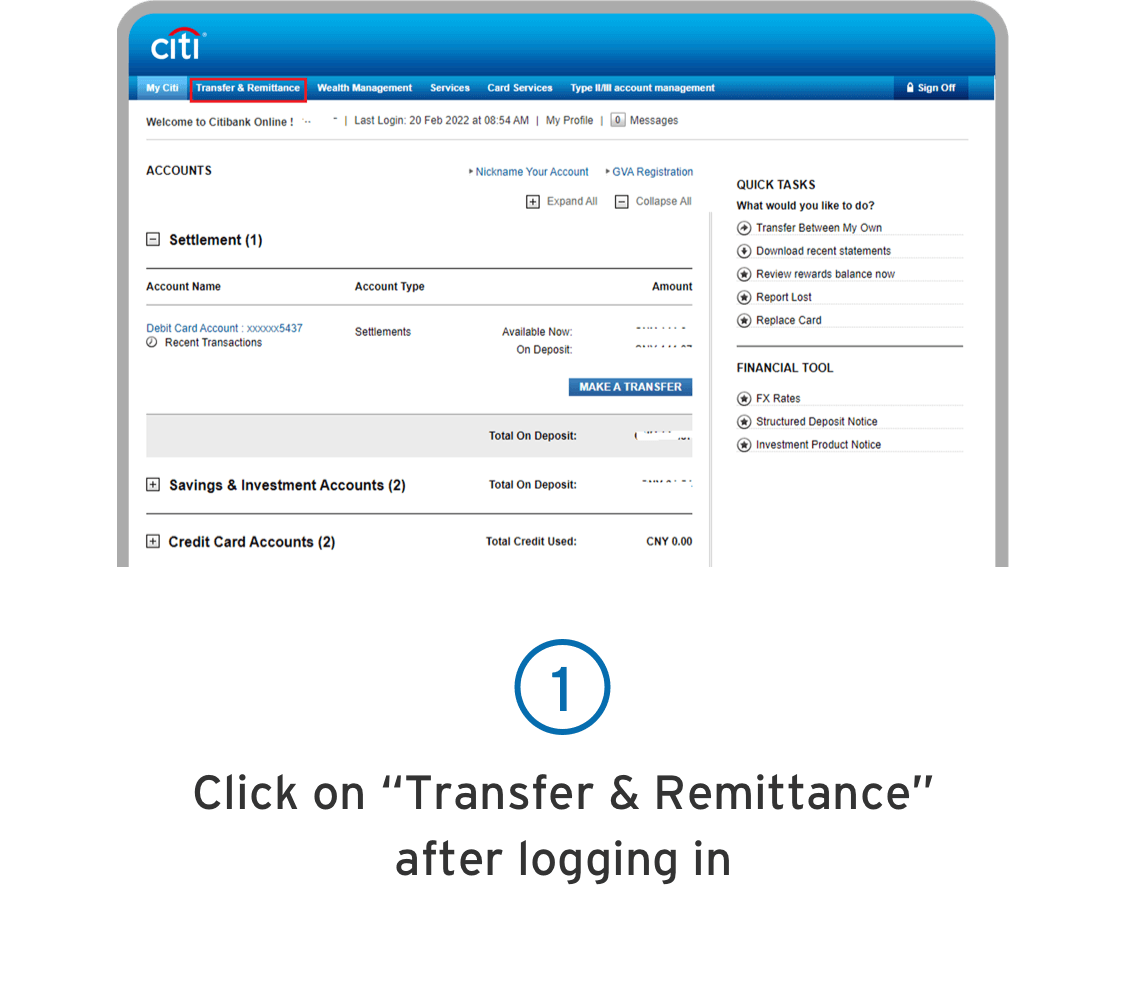 citi
My Citi Transfer & Remittance Wealth Management Services Card Services Type II/III account management Sign Off
Welcome to Citibank Online ! | Last Login: 20 Feb 2022 at 08:54 AM | My Profile | 0 Messages
ACCOUNTS
Nickname Your Account GVA Registration
Expand All Collapse All
Settlement (1)
Account Name Account Type Amount
Debit Card Account : xxxxxx5437 Settlements Available Now:
Recent Transactions On Deposit:
MAKE A TRANSFER
Total On Deposit:
Savings & Investment Accounts (2) Total On Deposit:
Credit Card Accounts (2) Total Credit Used: CNY 0.00
QUICK TASKS
What would you like to do?
Transfer Between My Own
Download recent statements
Review rewards balance now
Report Lost
Replace Card
FINANCIAL TOOL
FX Rates
Structured Deposit Notice
Investment Product Notice
1
Click on “Transfer & Remittance”
after logging in